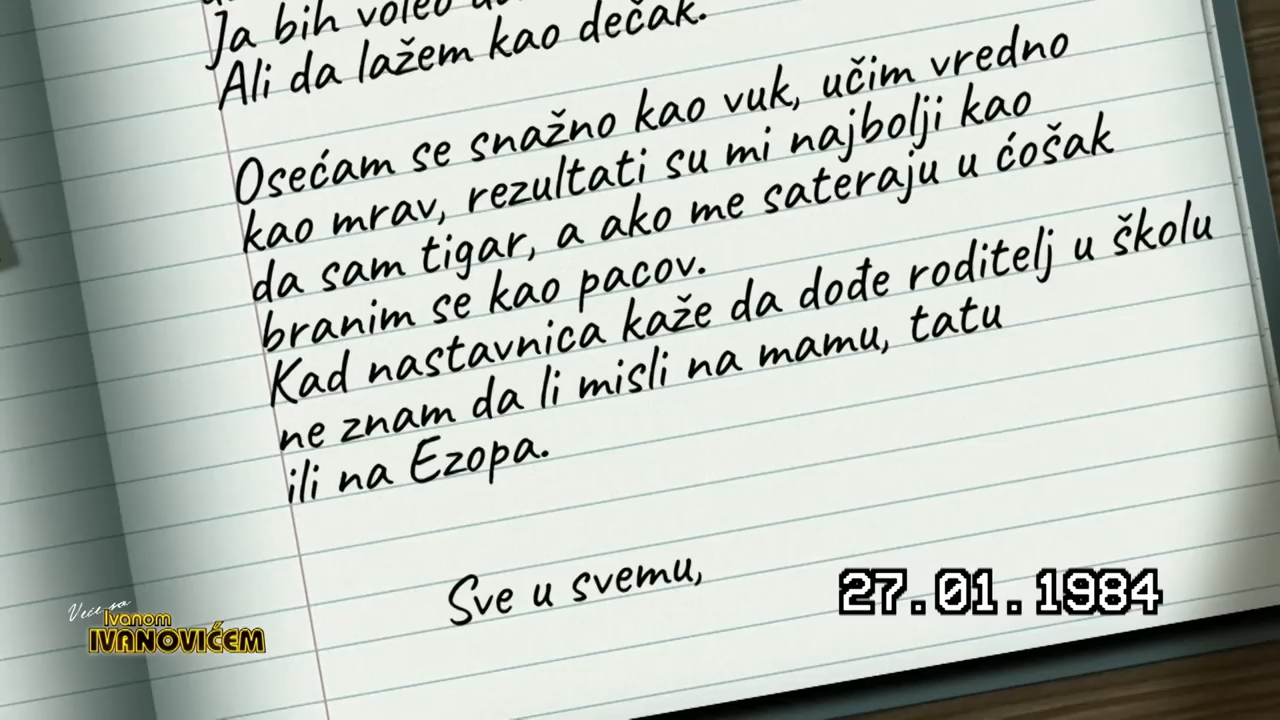 Ja bih voleo
Ali da lažem kao dečak.
Osećam se snažno kao vuk, učim vredno
kao mrav, rezultati su mi najbolji kao
da sam tigar, a ako me sateraju u ćošak
branim se kao pacov.
Kad nastavnica kaže da dođe roditelj u školu
ne znam da li misli na mamu, tatu
ili na Ezopa.
Sve u svemu,
27.01.1984
Veče sa
Ivanom
IVANOVIĆEM